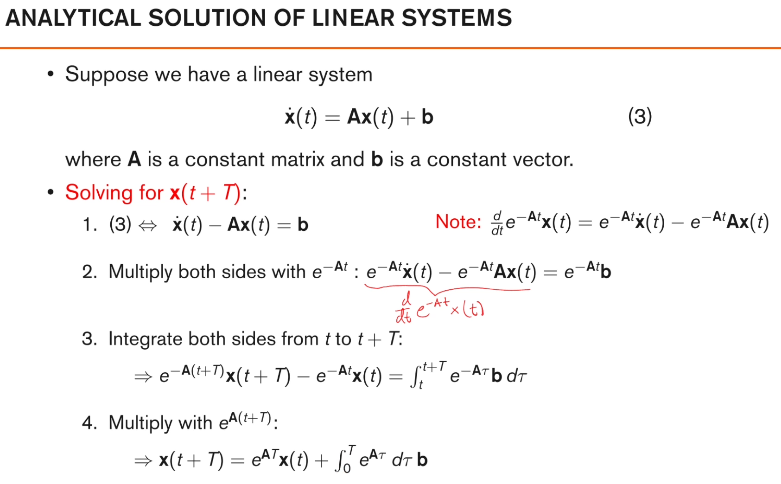 ANALYTICAL SOLUTION OF LINEAR SYSTEMS
• Suppose we have a linear system
ẋ(t) = Ax(t) + b (3)
where A is a constant matrix and b is a constant vector.
• Solving for x(t + T):
1. (3) ⇔ ẋ(t) − Ax(t) = b Note: d/dt e^{−At}x(t) = e^{−At}ẋ(t) − e^{−At}Ax(t)
2. Multiply both sides with e^{−At} : e^{−At}ẋ(t) − e^{−At}Ax(t) = e^{−At}b
d/dt e^{−At} x(t)
3. Integrate both sides from t to t + T:
⇒ e^{−A(t+T)}x(t + T) − e^{−At}x(t) = ∫_t^{t+T} e^{−Aτ}b dτ
4. Multiply with e^{A(t+T)}:
⇒ x(t + T) = e^{AT}x(t) + ∫_0^T e^{Aτ} dτ b